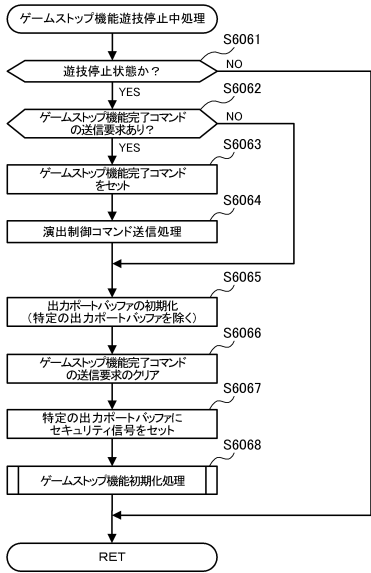 ゲームストップ機能遊技停止中処理
S6061
遊技停止状態か？
NO
YES
S6062
ゲームストップ機能完了コマンド
の送信要求あり？
NO
YES
S6063
ゲームストップ機能完了コマンド
をセット
S6064
演出制御コマンド送信処理
S6065
出力ポートバッファの初期化
（特定の出力ポートバッファを除く）
S6066
ゲームストップ機能完了コマンド
の送信要求のクリア
S6067
特定の出力ポートバッファに
セキュリティ信号をセット
S6068
ゲームストップ機能初期化処理
RET